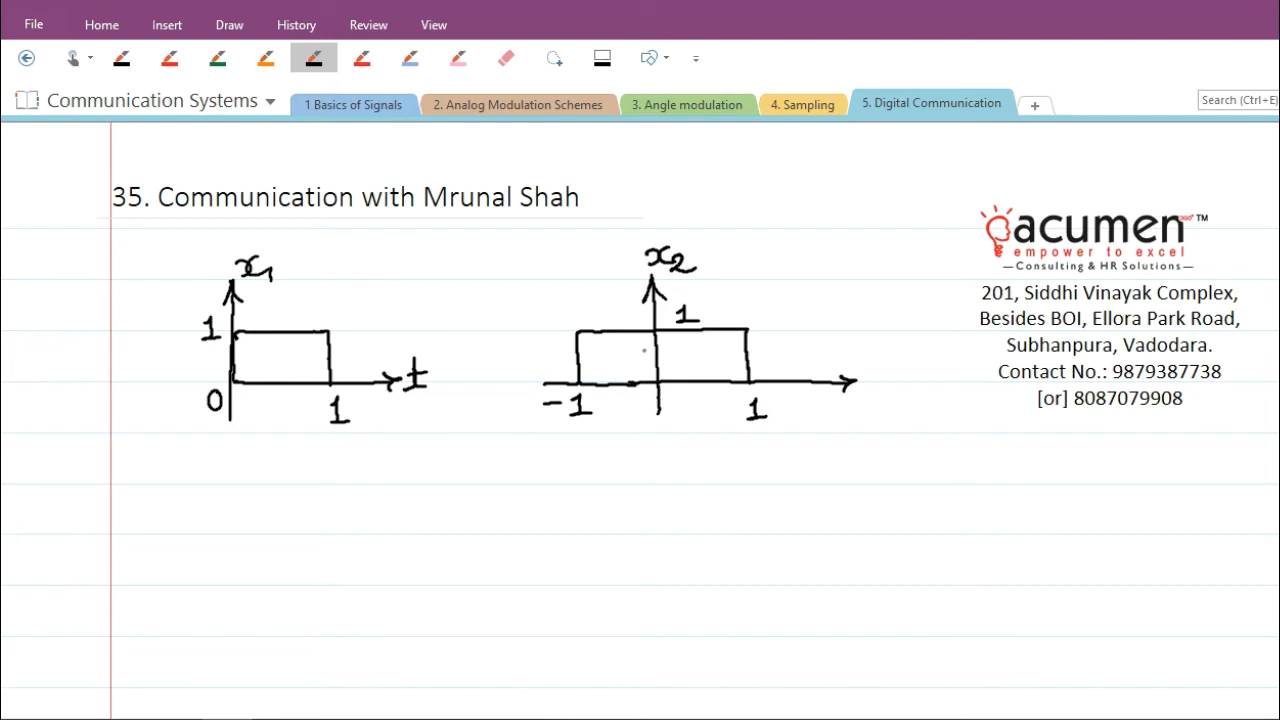 File Home Insert Draw History Review View
Communication Systems 1 Basics of Signals 2. Analog Modulation Schemes 3. Angle modulation 4. Sampling 5. Digital Communication + Search (Ctrl+E)
35. Communication with Mrunal Shah
acumen 360° ™
empower to excel
Consulting & HR Solutions
201, Siddhi Vinayak Complex,
Besides BOI, Ellora Park Road,
Subhanpura, Vadodara.
Contact No.: 9879387738
[or] 8087079908
x1
1
t
0
1
x2
1
-1
1